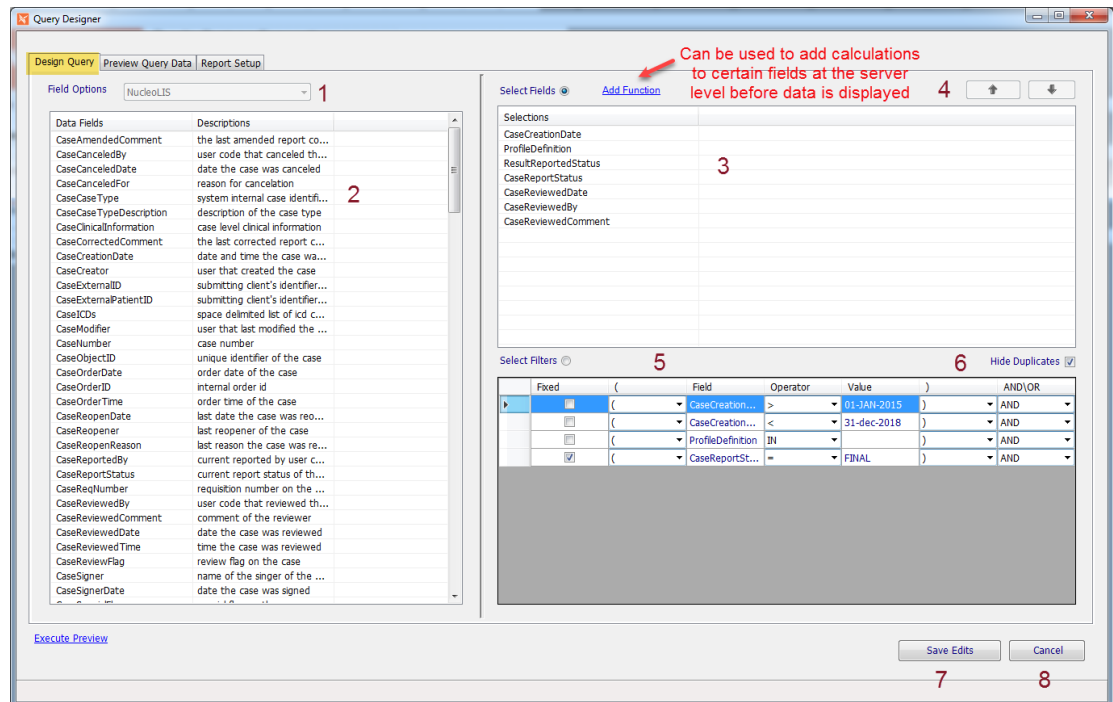 Query Designer
Design Query Preview Query Data Report Setup
Can be used to add calculations
to certain fields at the server
level before data is displayed
Field Options NucleoLIS 1
Select Fields Add Function 4
Data Fields Descriptions
CaseAmendedComment the last amended report co...
CaseCanceledBy user code that canceled th...
CaseCanceledDate date the case was canceled
CaseCanceledFor reason for cancelation
CaseCaseType system internal case identifi...
2
CaseCaseTypeDescription description of the case type
CaseClinicalInformation case level clinical information
CaseCorrectedComment the last corrected report c...
CaseCreationDate date and time the case wa...
CaseCreator user that created the case
CaseExternalID submitting client's identifier...
CaseExternalPatientID submitting client's identifier...
CaseICDs space delimited list of icd c...
CaseModifier user that last modified the ...
CaseNumber case number
CaseObjectID unique identifier of the case
CaseOrderDate order date of the case
CaseOrderID internal order id
CaseOrderTime order time of the case
CaseReopenDate last date the case was reo...
CaseReopener last reopener of the case
CaseReopenReason last reason the case was re...
CaseReportedBy current reported by user c...
CaseReportStatus current report status of th...
CaseReqNumber requisition number on the ...
CaseReviewedBy user code that reviewed th...
CaseReviewedComment comment of the reviewer
CaseReviewedDate date the case was reviewed
CaseReviewedTime time the case was reviewed
CaseReviewFlag review flag on the case
CaseSigner name of the singer of the ...
CaseSignerDate date the case was signed
Selections
CaseCreationDate
ProfileDefinition
ResultReportedStatus
3
CaseReportStatus
CaseReviewedDate
CaseReviewedBy
CaseReviewedComment
Select Filters 5 6 Hide Duplicates
Fixed ( Field Operator Value ) AND\OR
( CaseCreation... > 01-JAN-2015 ) AND
( CaseCreation... < 31-dec-2018 ) AND
( ProfileDefinition IN ) AND
( CaseReportSt... = FINAL ) AND
Execute Preview
Save Edits Cancel
7 8